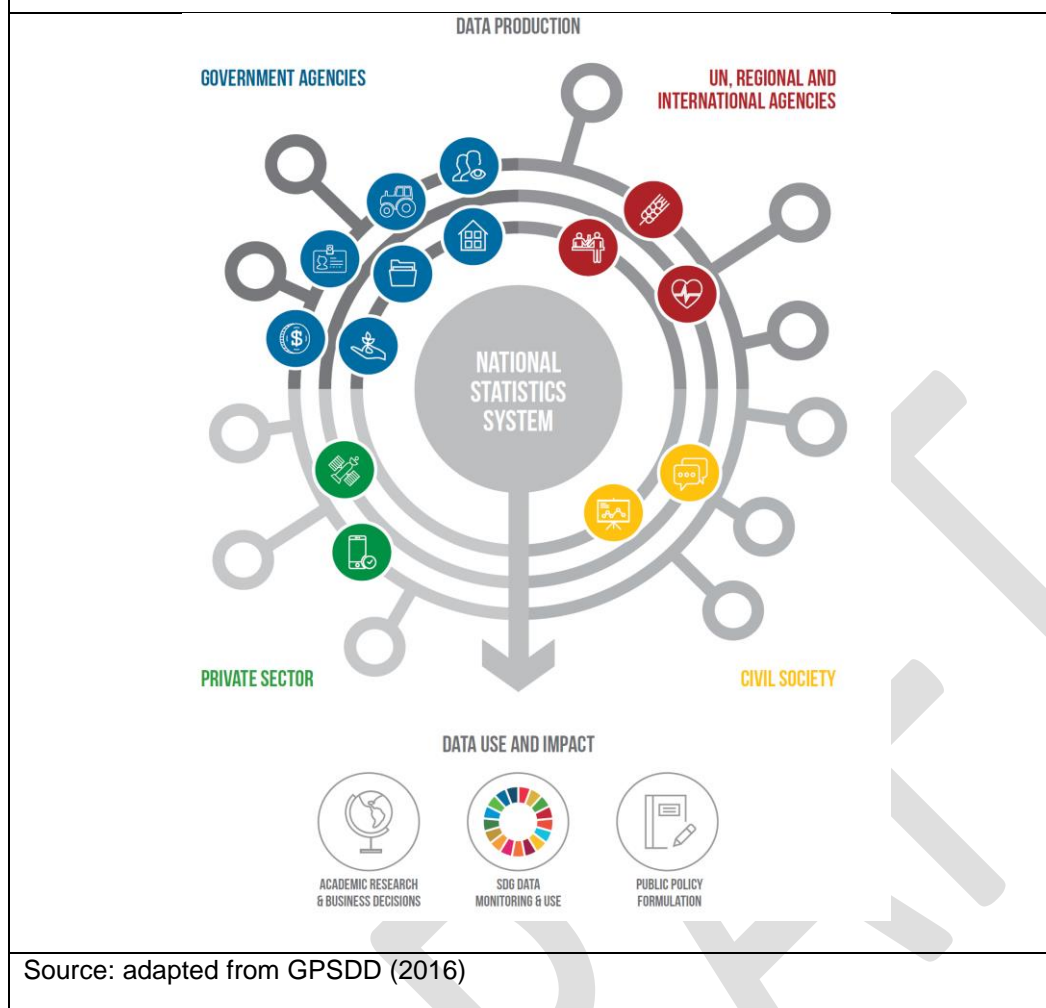 DATA PRODUCTION
GOVERNMENT AGENCIES
UN, REGIONAL AND
INTERNATIONAL AGENCIES
$
NATIONAL
STATISTICS
SYSTEM
PRIVATE SECTOR
CIVIL SOCIETY
DATA USE AND IMPACT
ACADEMIC RESEARCH
& BUSINESS DECISIONS
SDG DATA
MONITORING & USE
PUBLIC POLICY
FORMULATION
Source: adapted from GPSDD (2016)